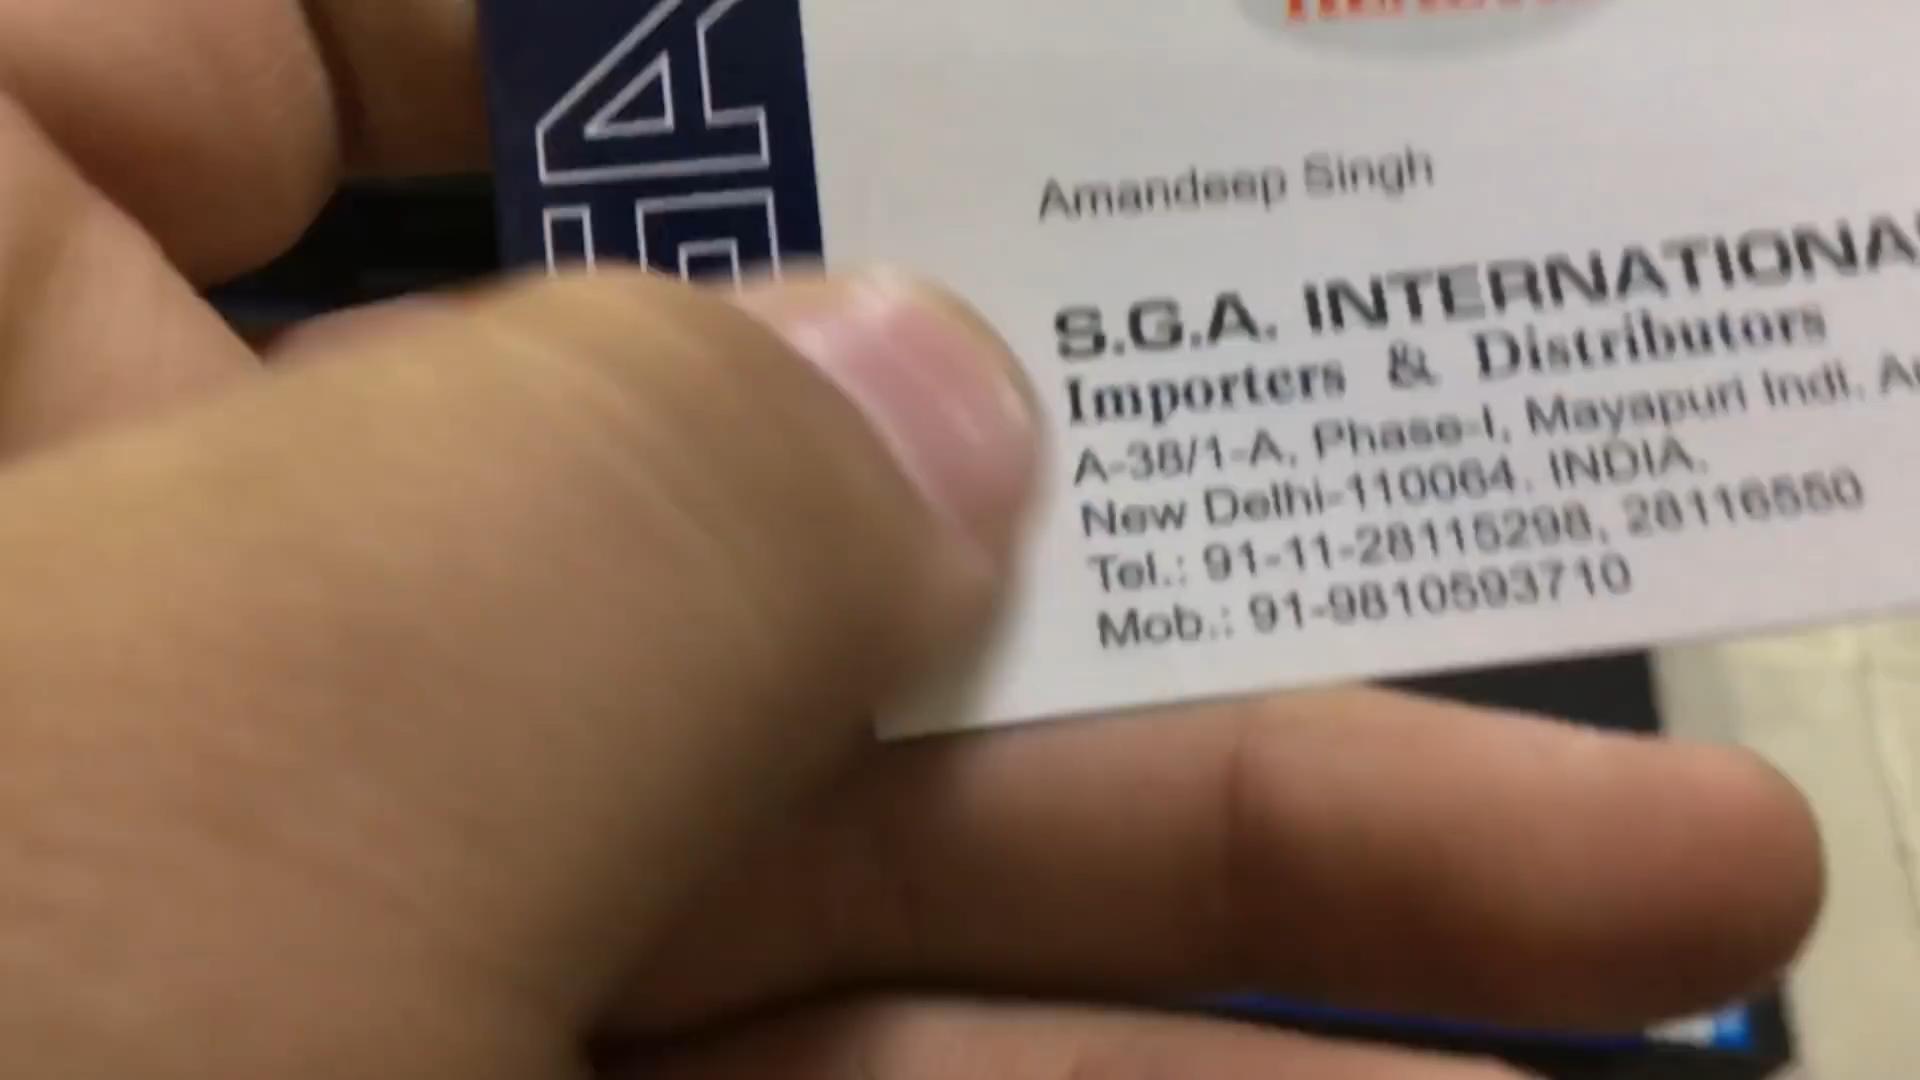 Amandeep Singh
S.G.A. INTERNATIONA
Importers & Distributors
A-38/1-A, Phase-I, Mayapuri Indl.
New Delhi-110064. INDIA.
Tel.: 91-11-28115298, 28116550
Mob.: 91-9810593710